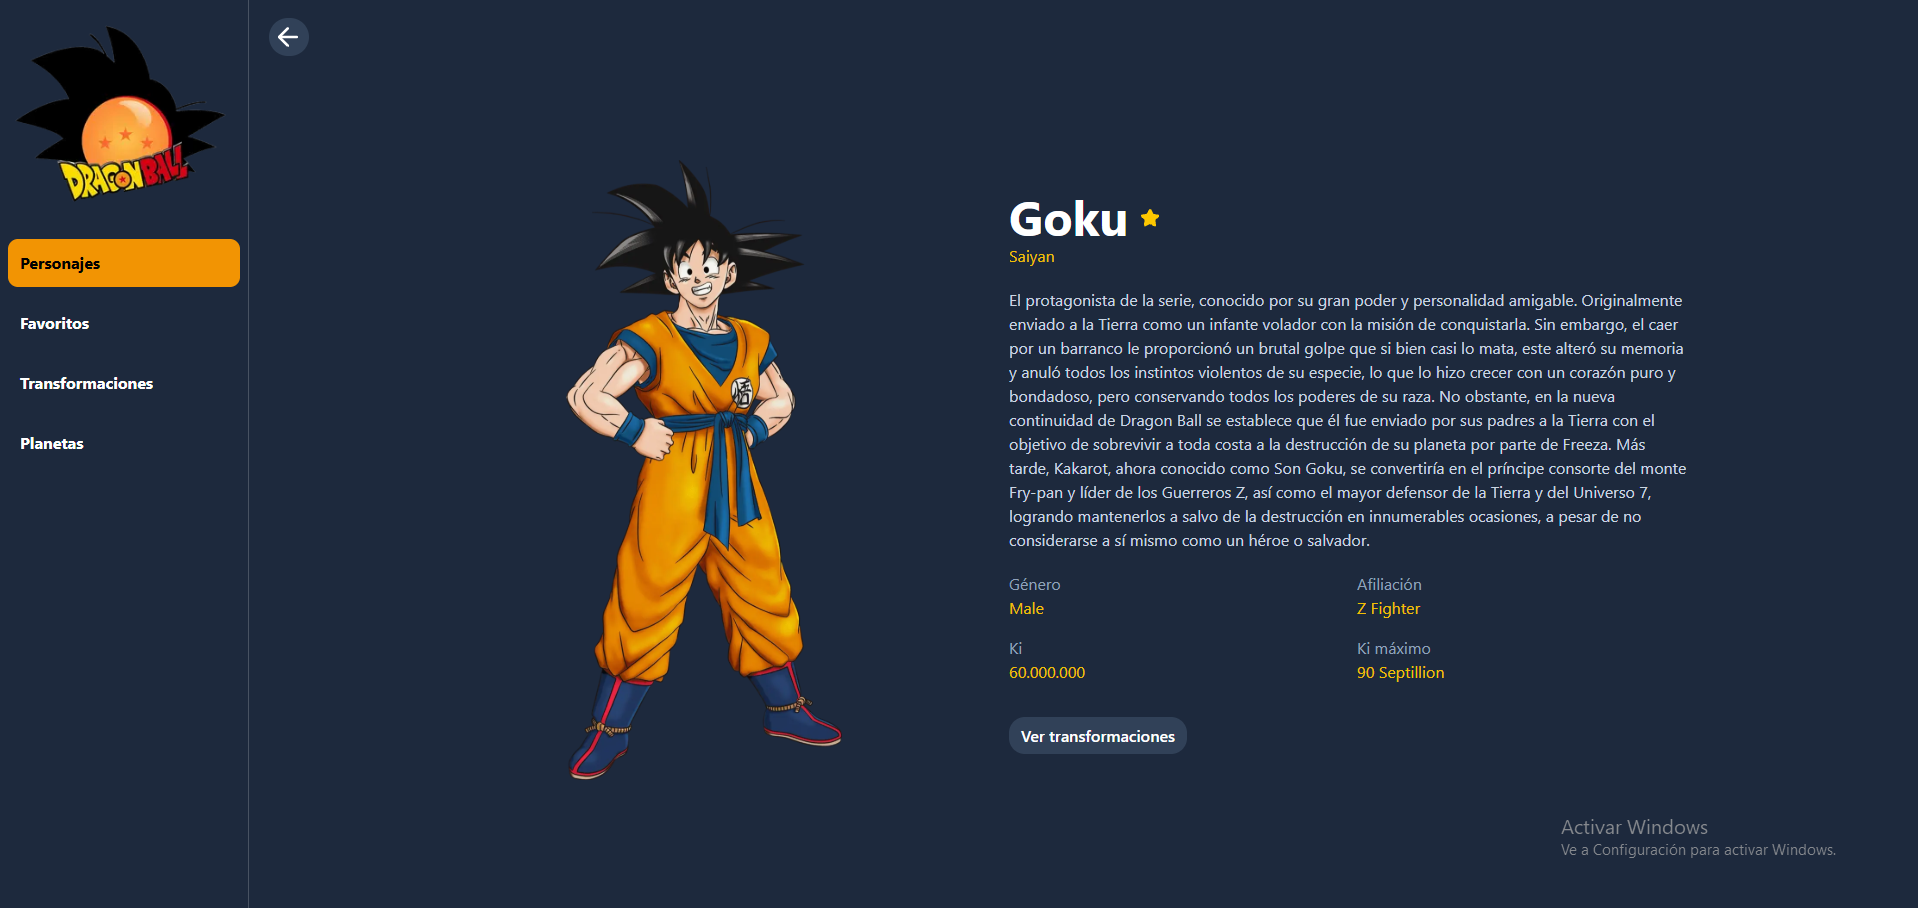 DRAGONBALL
Personajes
Favoritos
Transformaciones
Planetas
Goku
Saiyan
El protagonista de la serie, conocido por su gran poder y personalidad amigable. Originalmente
enviado a la Tierra como un infante volador con la misión de conquistarla. Sin embargo, el caer
por un barranco le proporcionó un brutal golpe que si bien casi lo mata, este alteró su memoria
y anuló todos los instintos violentos de su especie, lo que lo hizo crecer con un corazón puro y
bondadoso, pero conservando todos los poderes de su raza. No obstante, en la nueva
continuidad de Dragon Ball se establece que él fue enviado por sus padres a la Tierra con el
objetivo de sobrevivir a toda costa a la destrucción de su planeta por parte de Freeza. Más
tarde, Kakarot, ahora conocido como Son Goku, se convertiría en el príncipe consorte del monte
Fry-pan y líder de los Guerreros Z, así como el mayor defensor de la Tierra y del Universo 7,
logrando mantenerlos a salvo de la destrucción en innumerables ocasiones, a pesar de no
considerarse a sí mismo como un héroe o salvador.
Género
Male
Afiliación
Z Fighter
Ki
60.000.000
Ki máximo
90 Septillion
Ver transformaciones
悟
Activar Windows
Ve a Configuración para activar Windows.